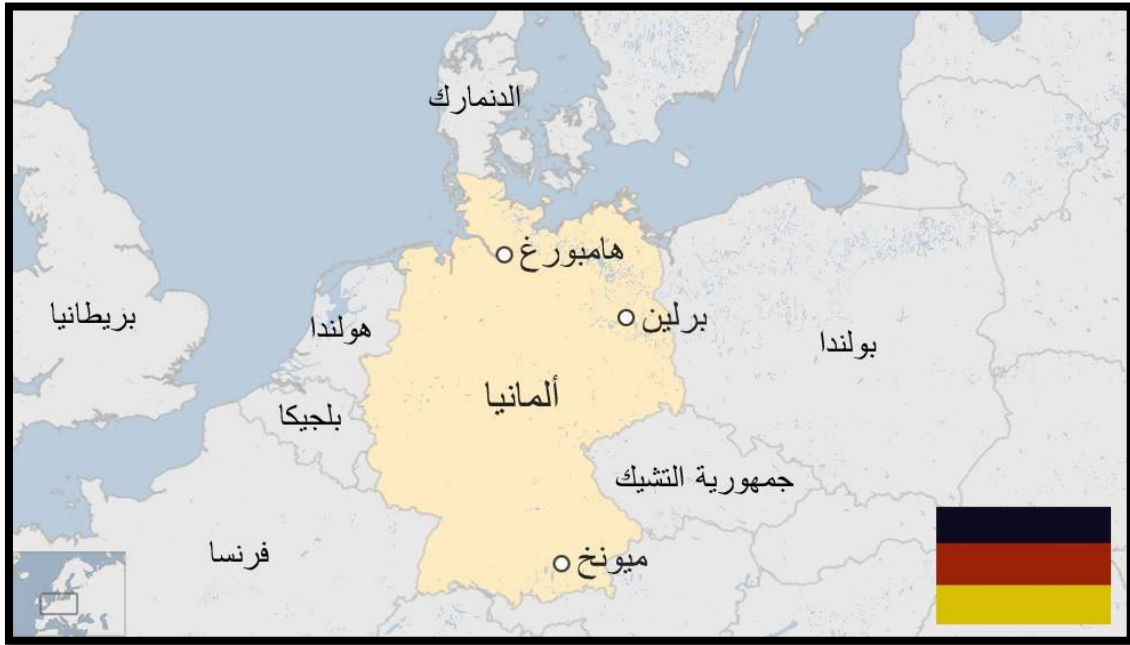 الدنمارك
هامبورغ
بريطانيا
هولندا
برلين
بولندا
ألمانيا
بلجيكا
جمهورية التشيك
فرنسا
ميونخ